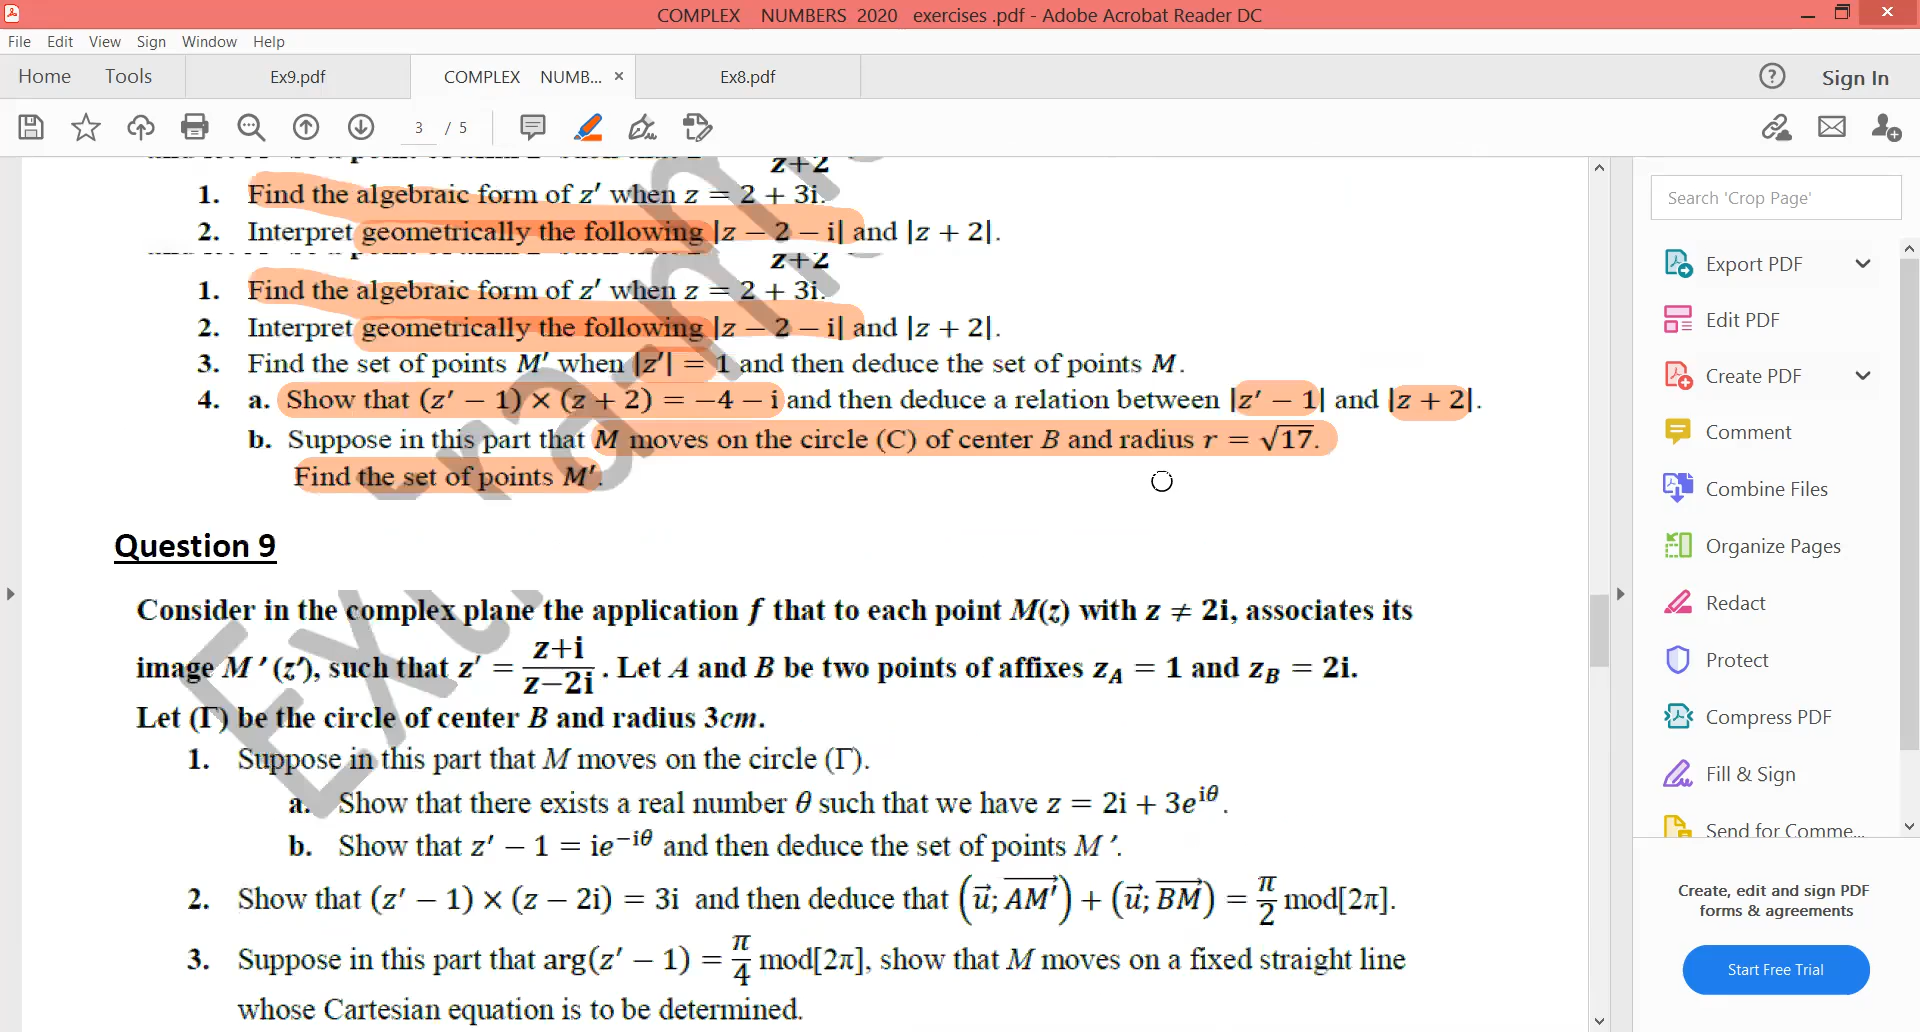 COMPLEX NUMBERS 2020 exercises .pdf - Adobe Acrobat Reader DC
File Edit View Sign Window Help
Home Tools Ex9.pdf COMPLEX NUMB... × Ex8.pdf Sign In
3 / 5
z+2
1. Find the algebraic form of z′ when z = 2 + 3i.
2. Interpret geometrically the following |z − 2 − i| and |z + 2|.
z+2
1. Find the algebraic form of z′ when z = 2 + 3i.
2. Interpret geometrically the following |z − 2 − i| and |z + 2|.
3. Find the set of points M′ when |z′| = 1 and then deduce the set of points M.
4. a. Show that (z′ − 1) × (z + 2) = −4 − i and then deduce a relation between |z′ − 1| and |z + 2|.
b. Suppose in this part that M moves on the circle (C) of center B and radius r = √17.
Find the set of points M′.
Question 9
Consider in the complex plane the application f that to each point M(z) with z ≠ 2i, associates its
image M′(z′), such that z′ = (z+i)/(z−2i). Let A and B be two points of affixes z_A = 1 and z_B = 2i.
Let (Γ) be the circle of center B and radius 3cm.
1. Suppose in this part that M moves on the circle (Γ).
a. Show that there exists a real number θ such that we have z = 2i + 3e^{iθ}.
b. Show that z′ − 1 = ie^{−iθ} and then deduce the set of points M′.
2. Show that (z′ − 1) × (z − 2i) = 3i and then deduce that (u⃗; AM′⃗) + (u⃗; BM⃗) = π/2 mod[2π].
3. Suppose in this part that arg(z′ − 1) = π/4 mod[2π], show that M moves on a fixed straight line
whose Cartesian equation is to be determined.
Search 'Crop Page'
Export PDF
Edit PDF
Create PDF
Comment
Combine Files
Organize Pages
Redact
Protect
Compress PDF
Fill & Sign
Send for Comme...
Create, edit and sign PDF
forms & agreements
Start Free Trial